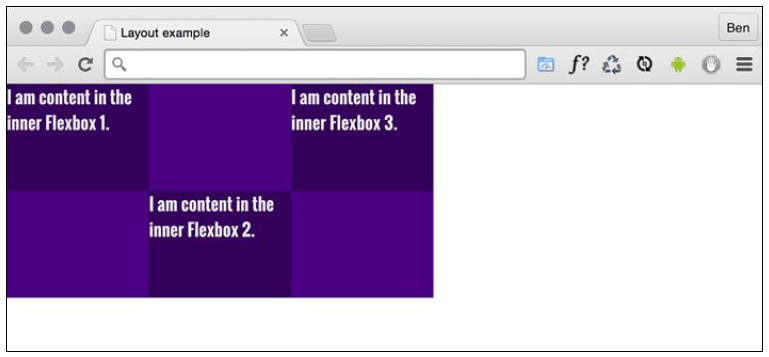 Layout example
Ben
f?
I am content in the
inner Flexbox 1.
I am content in the
inner Flexbox 3.
I am content in the
inner Flexbox 2.